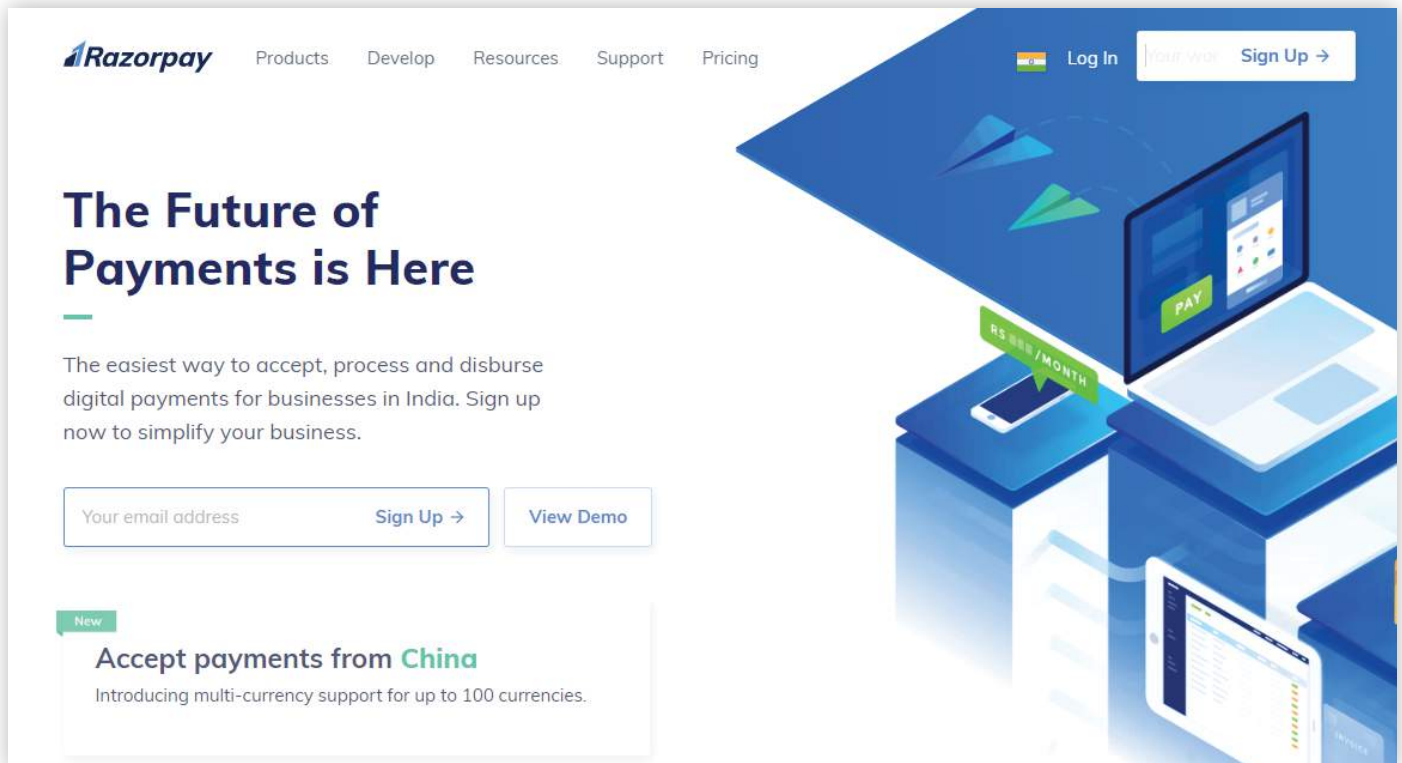 Razorpay
Products Develop Resources Support Pricing
Log In
Sign Up →
The Future of
Payments is Here
The easiest way to accept, process and disburse
digital payments for businesses in India. Sign up
now to simplify your business.
Your email address
Sign Up →
View Demo
New
Accept payments from China
Introducing multi-currency support for up to 100 currencies.
PAY
RS /MONTH
INVOICE